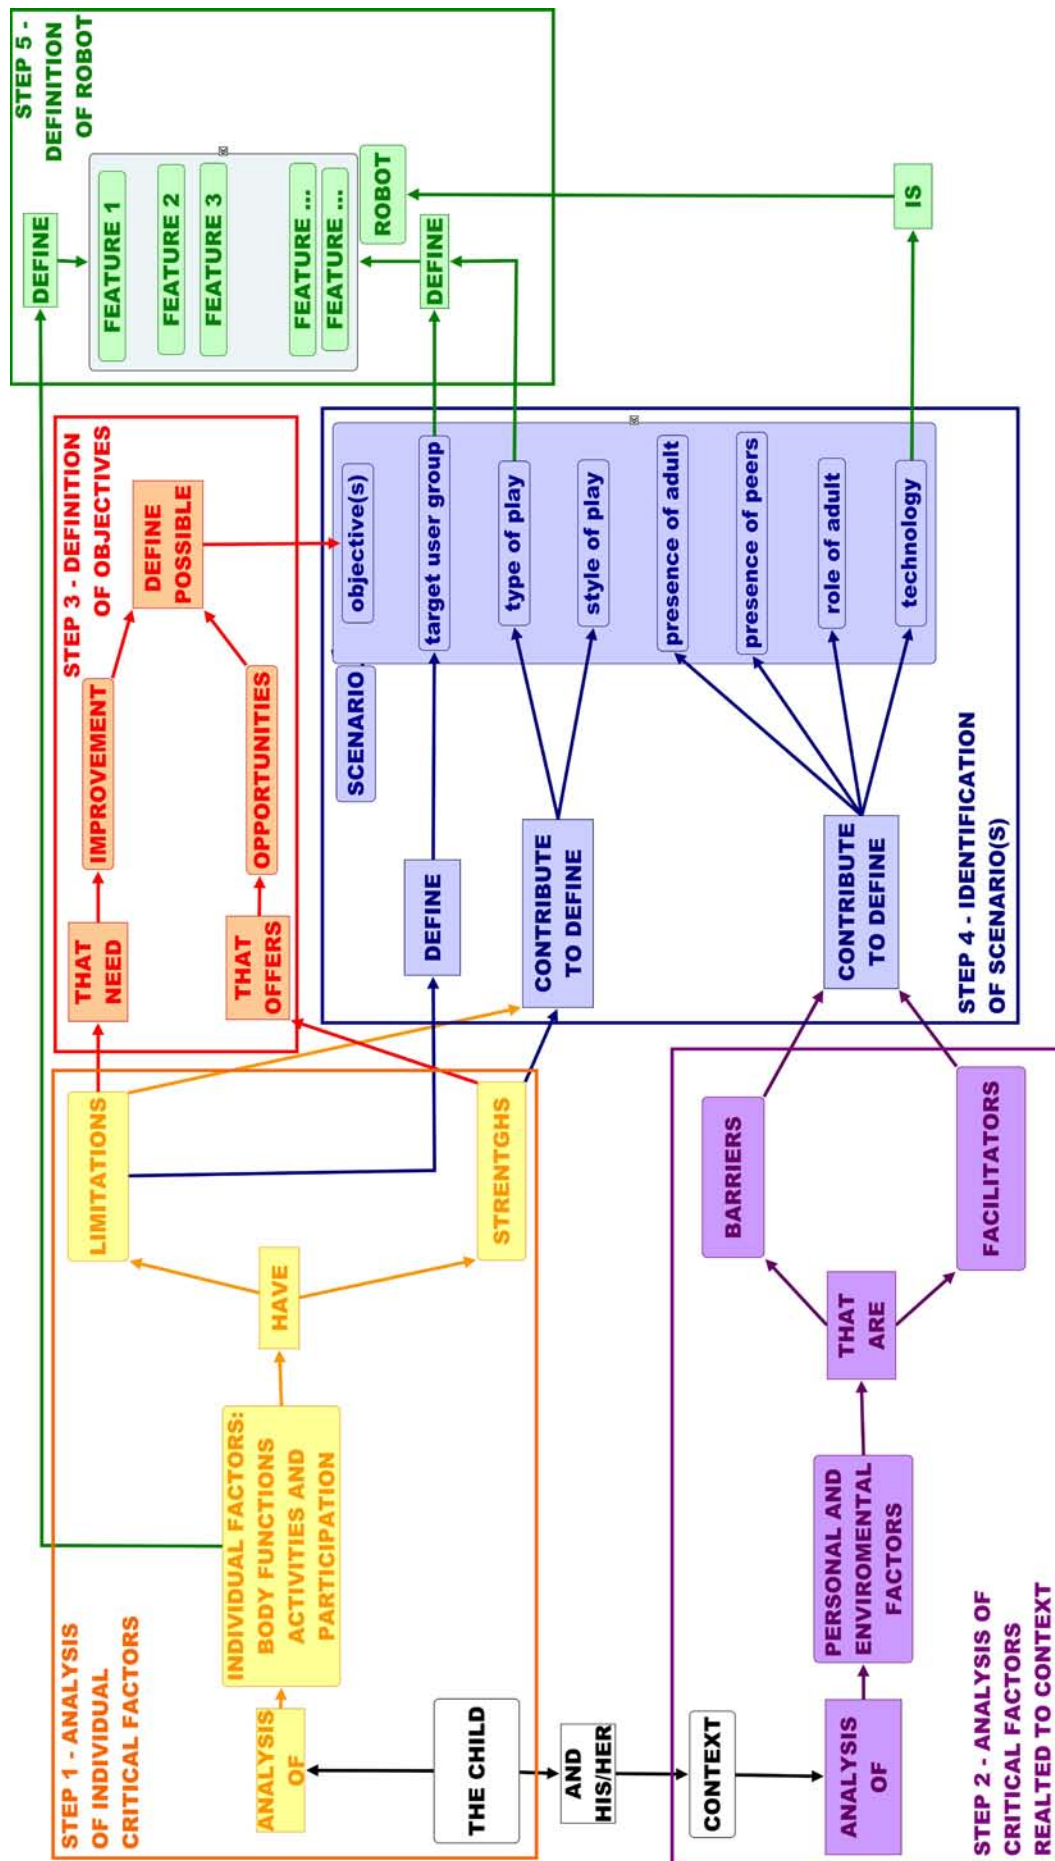 STEP 1 - ANALYSIS
OF INDIVIDUAL
CRITICAL FACTORS
ANALYSIS
OF
INDIVIDUAL FACTORS:
BODY FUNCTIONS
ACTIVITIES AND
PARTICIPATION
HAVE
LIMITATIONS
STRENTGHS
THE CHILD
AND
HIS/HER
CONTEXT
ANALYSIS
OF
PERSONAL AND
ENVIROMENTAL
FACTORS
THAT
ARE
BARRIERS
FACILITATORS
STEP 2 - ANALYSIS OF
CRITICAL FACTORS
REALTED TO CONTEXT
STEP 3 - DEFINITION
OF OBJECTIVES
THAT
NEED
IMPROVEMENT
THAT
OFFERS
OPPORTUNITIES
DEFINE
POSSIBLE
SCENARIO
objective(s)
target user group
type of play
style of play
presence of adult
presence of peers
role of adult
technology
DEFINE
CONTRIBUTE
TO DEFINE
CONTRIBUTE
TO DEFINE
STEP 4 - IDENTIFICATION
OF SCENARIO(S)
STEP 5 -
DEFINITION
OF ROBOT
DEFINE
FEATURE 1
FEATURE 2
FEATURE 3
FEATURE ...
FEATURE ...
ROBOT
DEFINE
IS